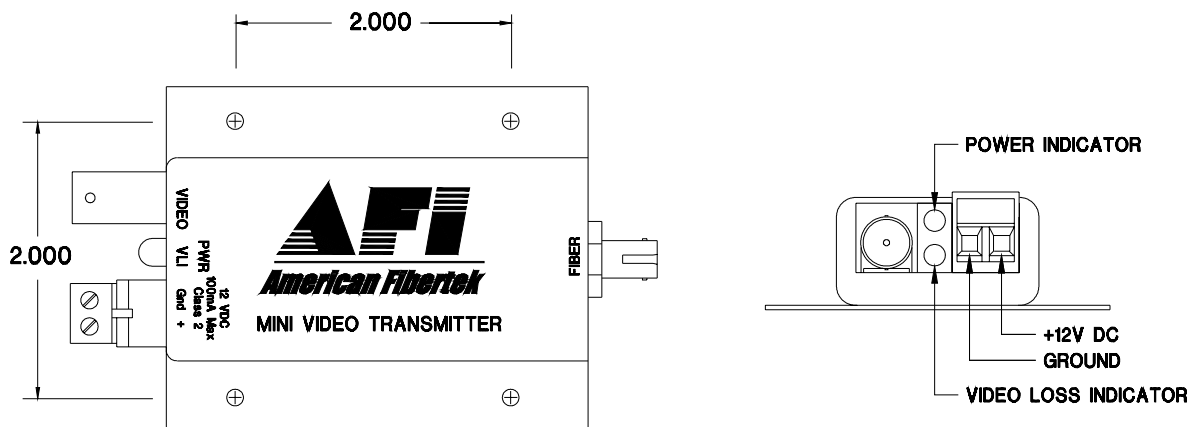 2.000
2.000
VIDEO
VLI
PWR
12 VDC
100mA Max
Class 2
Gnd +
AFI
American Fibertek
MINI VIDEO TRANSMITTER
FIBER
POWER INDICATOR
+12V DC
GROUND
VIDEO LOSS INDICATOR